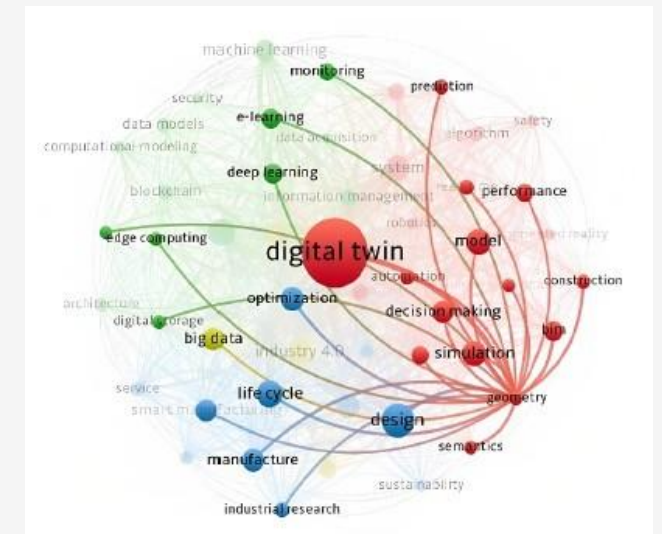 machine learning
monitoring
prediction
security
e-learning
safety
data models
data acquisition
algorithm
computational modeling
system
deep learning
blockchain
information management
performance
robotics
edge computing
model
digital twin
automation
construction
optimization
architecture
decision making
digital storage
bim
big data
industry 4.0
simulation
service
life cycle
geometry
smart manufacturing
design
semantics
manufacture
sustainability
industrial research